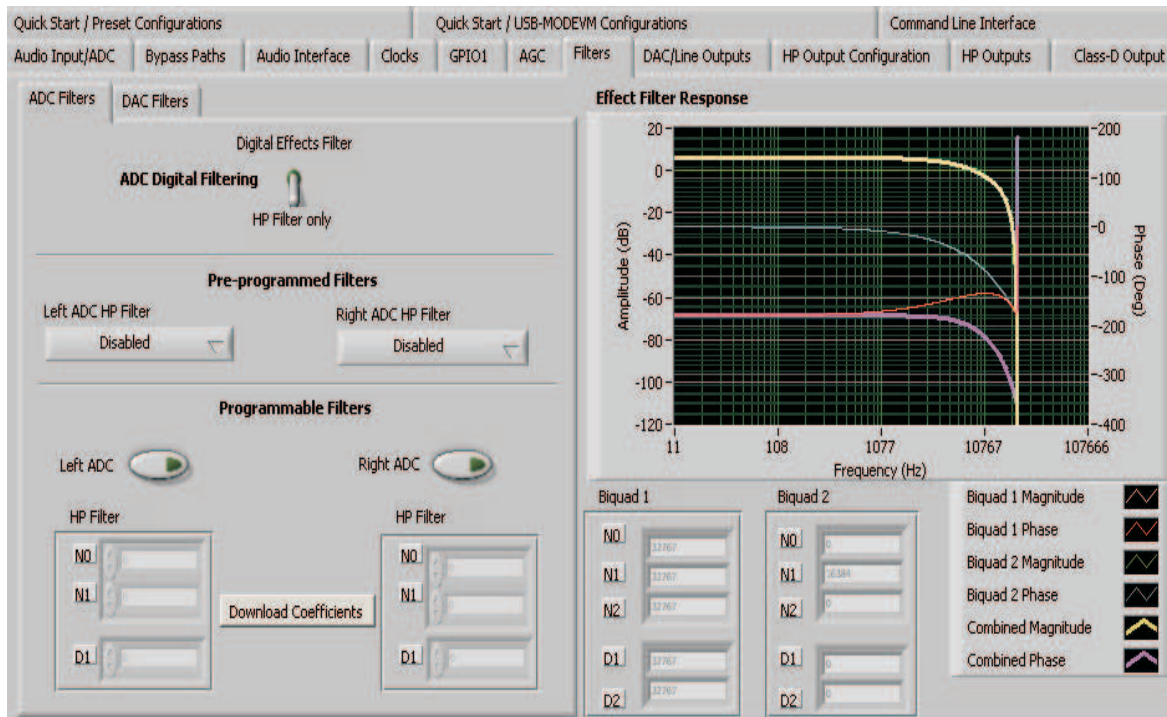 Quick Start / Preset Configurations
Quick Start / USB-MODEVM Configurations
Command Line Interface
Audio Input/ADC
Bypass Paths
Audio Interface
Clocks
GPIO1
AGC
Filters
DAC/Line Outputs
HP Output Configuration
HP Outputs
Class-D Output
ADC Filters
DAC Filters
Digital Effects Filter
ADC Digital Filtering
HP Filter only
Pre-programmed Filters
Left ADC HP Filter
Right ADC HP Filter
Disabled
Disabled
Programmable Filters
Left ADC
Right ADC
HP Filter
HP Filter
N0
N1
D1
Download Coefficients
N0
N1
D1
Effect Filter Response
Amplitude (dB)
20
0
-20
-40
-60
-80
-100
-120
200
100
0
-100
-200
-300
-400
Phase (Deg)
11
108
1077
10767
107666
Frequency (Hz)
Biquad 1
N0 32767
N1 32767
N2 32767
D1 32767
D2 32767
Biquad 2
N0 0
N1 16384
N2 0
D1 0
D2 0
Biquad 1 Magnitude
Biquad 1 Phase
Biquad 2 Magnitude
Biquad 2 Phase
Combined Magnitude
Combined Phase